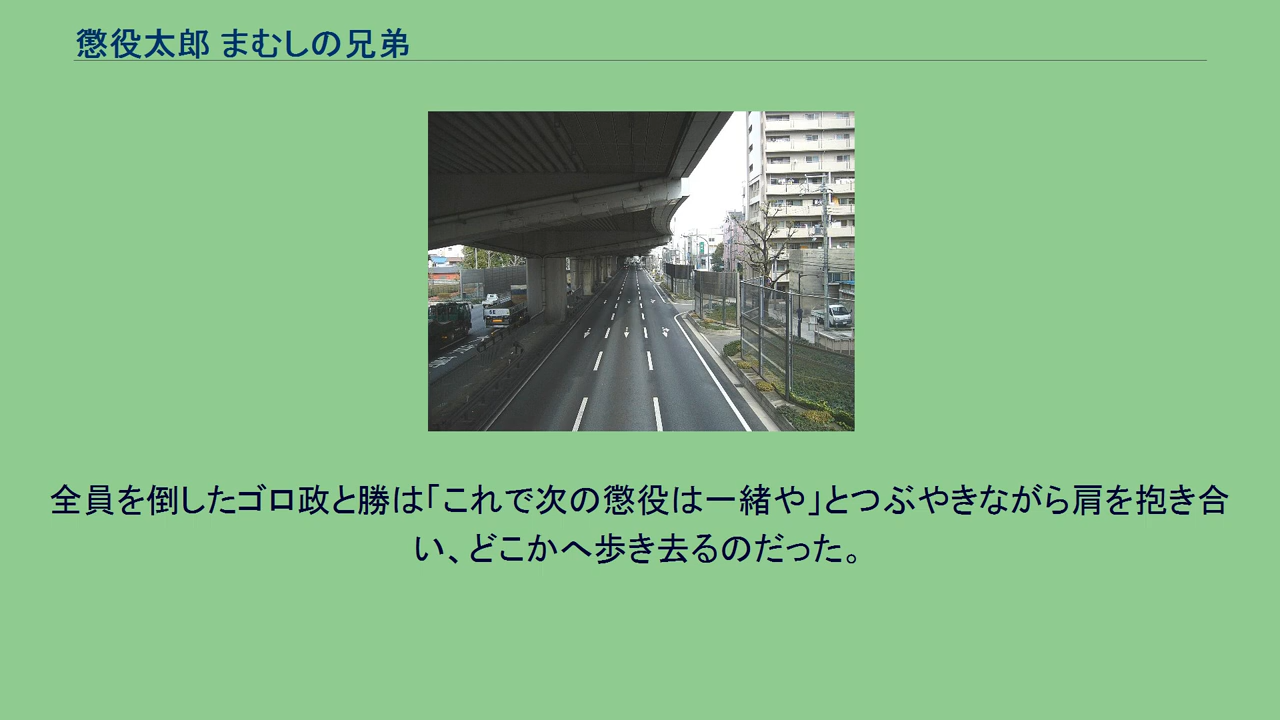 懲役太郎 まむしの兄弟
全員を倒したゴロ政と勝は「これで次の懲役は一緒や」とつぶやきながら肩を抱き合
い、どこかへ歩き去るのだった。